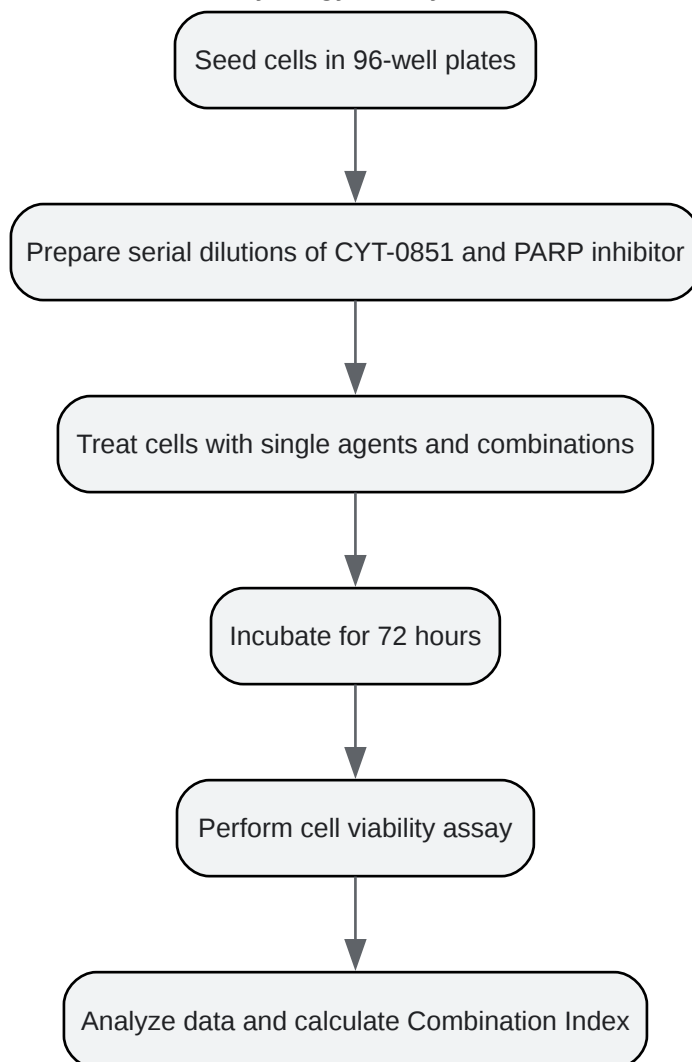 Seed cells in 96-well plates
Prepare serial dilutions of CYT-0851 and PARP inhibitor
Treat cells with single agents and combinations
Incubate for 72 hours
Perform cell viability assay
Analyze data and calculate Combination Index